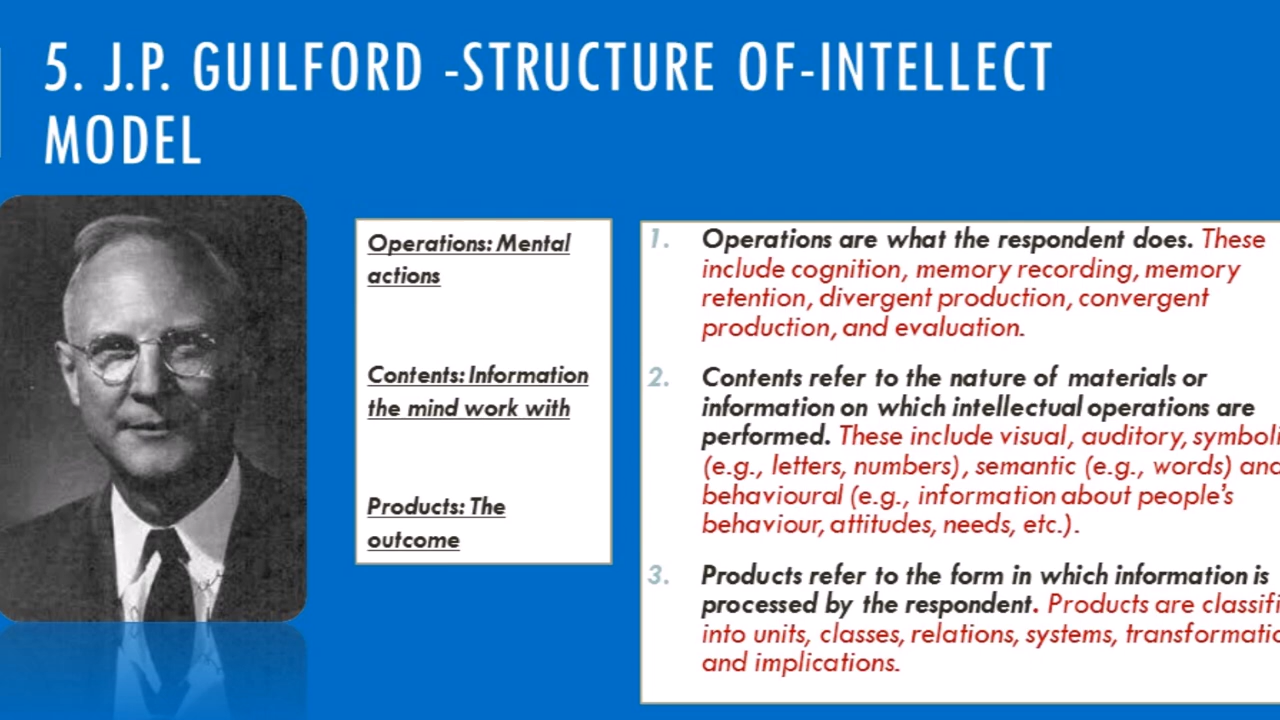 5. J.P. GUILFORD -STRUCTURE OF-INTELLECT
MODEL
Operations: Mental
actions
Contents: Information
the mind work with
Products: The
outcome
1. Operations are what the respondent does. These
include cognition, memory recording, memory
retention, divergent production, convergent
production, and evaluation.
2. Contents refer to the nature of materials or
information on which intellectual operations are
performed. These include visual, auditory,
(e.g., letters, numbers), semantic (e.g., words) and
behavioural (e.g., information about people's
behaviour, attitudes, needs, etc.).
3. Products refer to the form in which information is
processed by the respondent. Products are
into units, classes, relations, systems,
and implications.